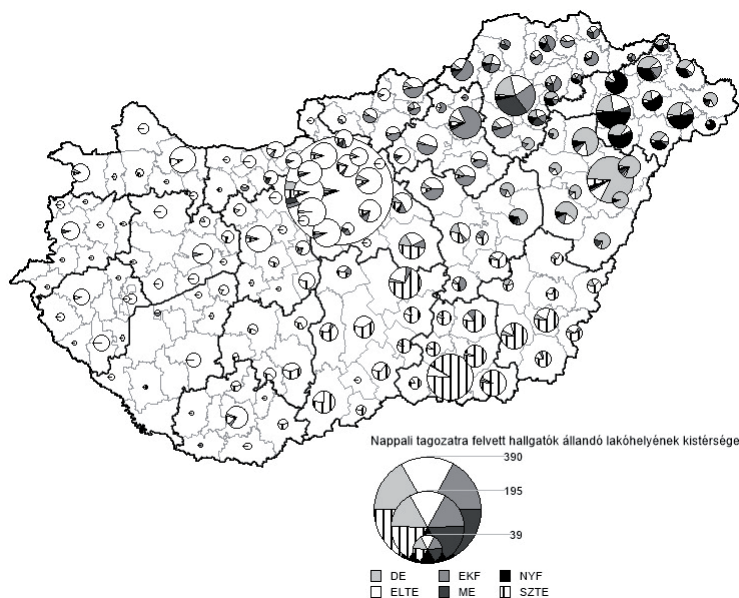 Nappali tagozatra felvett hallgatók állandó lakóhelyének kistérsége
390
195
39
DE EKF NYF
ELTE ME SZTE